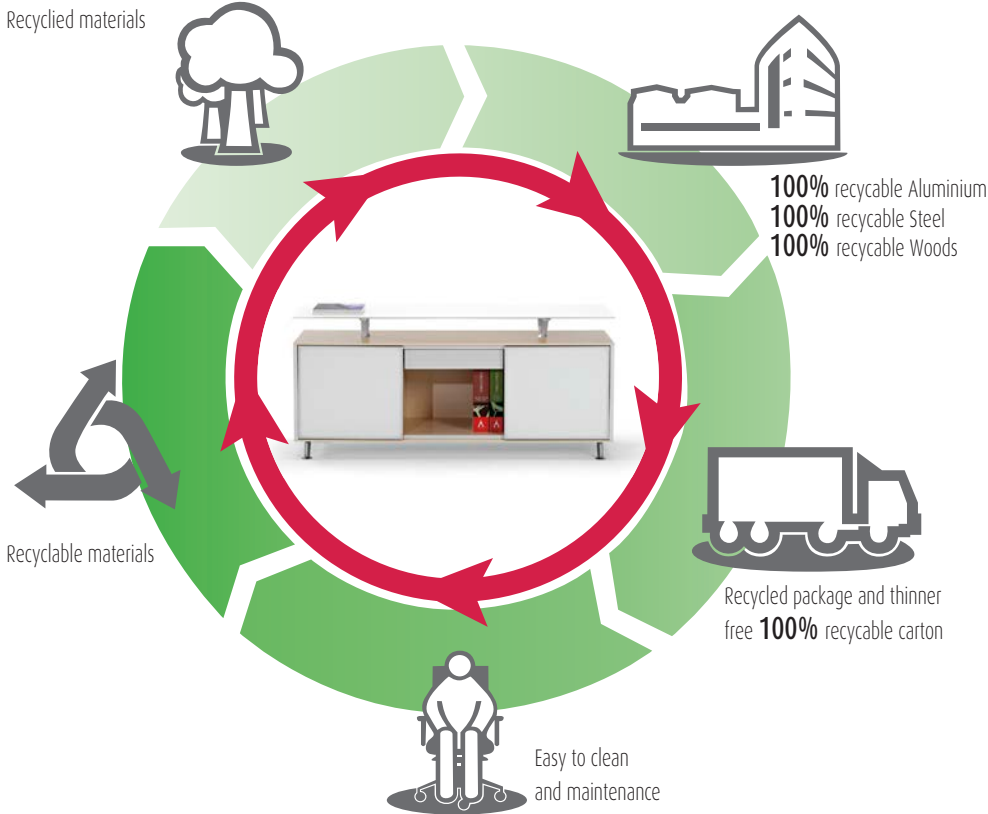 Recyclied materials
100% recycable Aluminium
100% recycable Steel
100% recycable Woods
Recycled package and thinner
free 100% recycable carton
Easy to clean
and maintenance
Recyclable materials